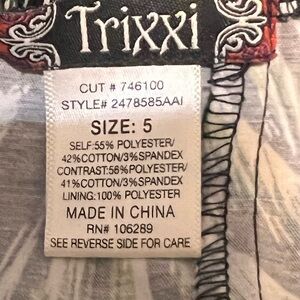 Trixxi
CUT # 746100
STYLE# 2478585AAI
SIZE: 5
SELF:55% POLYESTER/
42%COTTON/3%SPANDEX
CONTRAST:56%POLYESTER/
41%COTTON/3%SPANDEX
LINING:100% POLYESTER
MADE IN CHINA
RN# 106289
SEE REVERSE SIDE FOR CARE